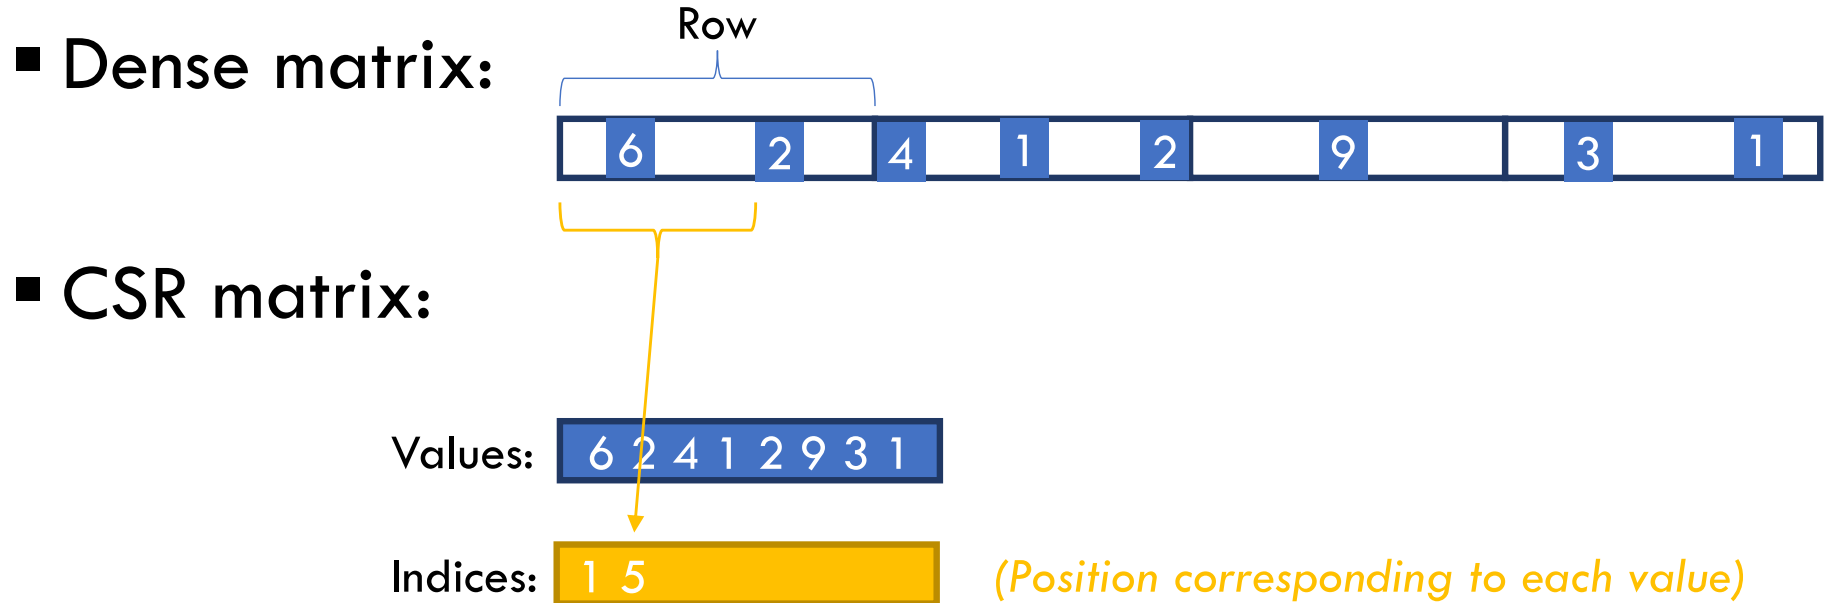 Row
▪ Dense matrix:
6 2 4 1 2 9 3 1
▪ CSR matrix:
Values: 6 2 4 1 2 9 3 1
Indices: 1 5 (Position corresponding to each value)